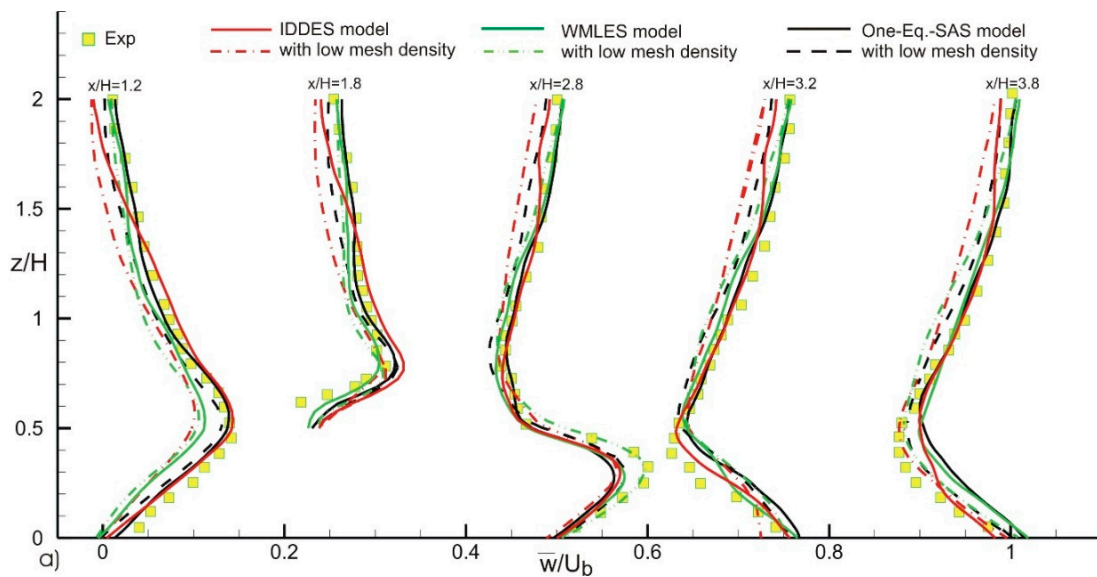 Exp
IDDES model
with low mesh density
WMLES model
with low mesh density
One-Eq.-SAS model
with low mesh density
x/H=1.2 x/H=1.8 x/H=2.8 x/H=3.2 x/H=3.8
2
1.5
z/H
1
0.5
0
0 0.2 0.4 0.6 0.8 1
a) w/U_b